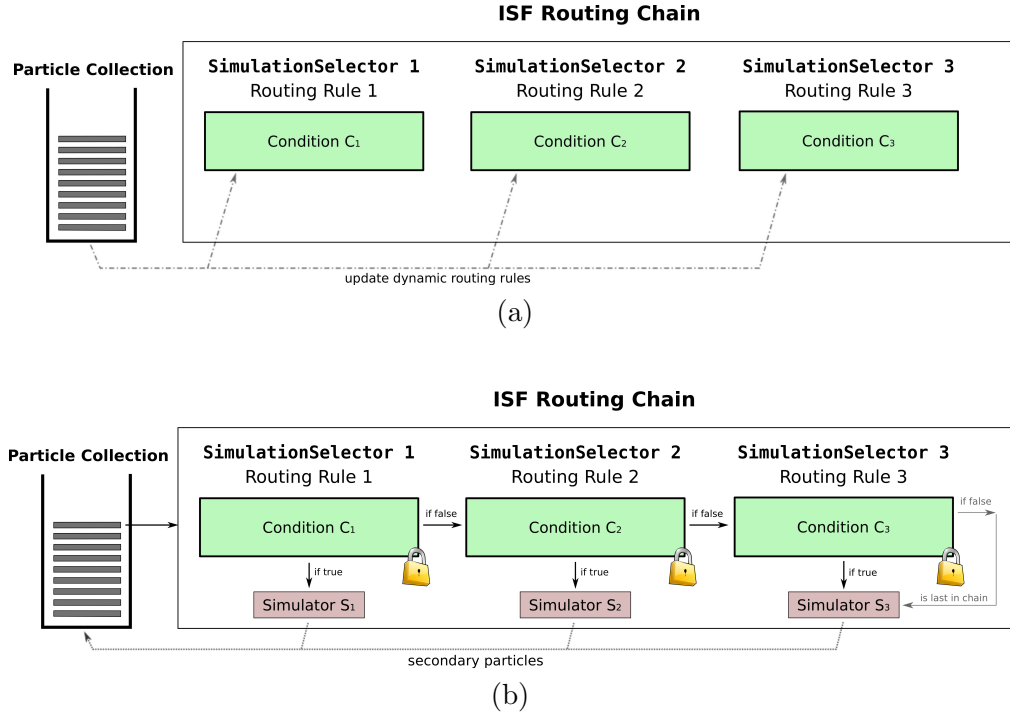 ISF Routing Chain
Particle Collection
SimulationSelector 1
Routing Rule 1
SimulationSelector 2
Routing Rule 2
SimulationSelector 3
Routing Rule 3
Condition C₁
Condition C₂
Condition C₃
update dynamic routing rules
(a)
ISF Routing Chain
Particle Collection
SimulationSelector 1
Routing Rule 1
SimulationSelector 2
Routing Rule 2
SimulationSelector 3
Routing Rule 3
Condition C₁
if false
Condition C₂
if false
Condition C₃
if false
if true
if true
if true
Simulator S₁
Simulator S₂
Simulator S₃
is last in chain
secondary particles
(b)